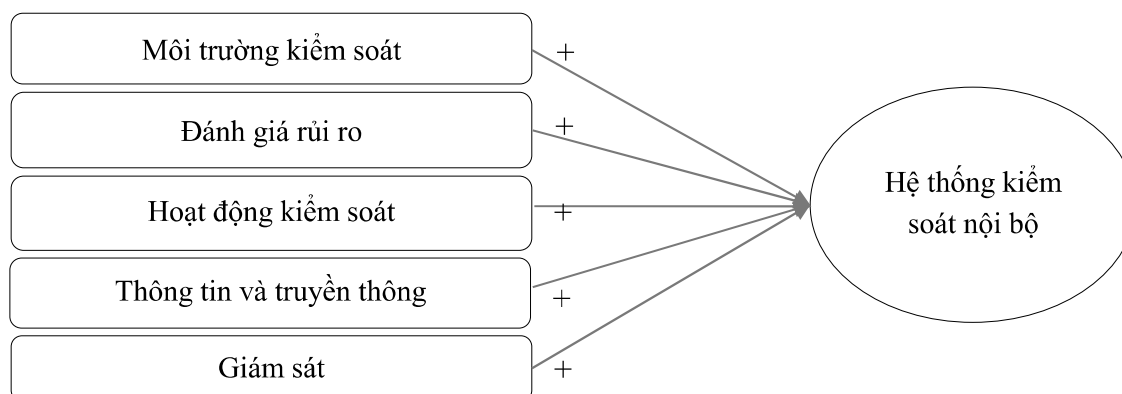 Môi trường kiểm soát
+
Đánh giá rủi ro
+
Hoạt động kiểm soát
+
Thông tin và truyền thông
+
Giám sát
+
Hệ thống kiểm
soát nội bộ